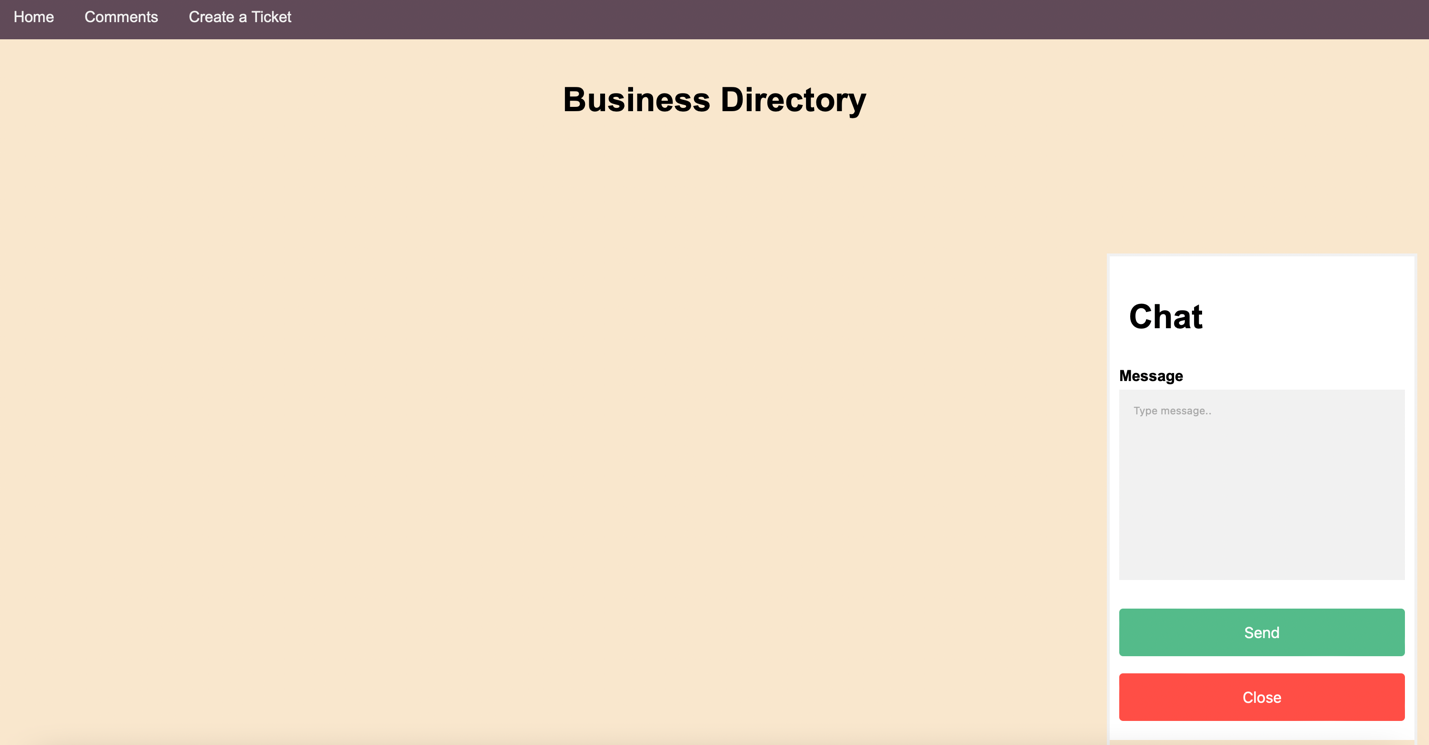 Home Comments Create a Ticket
Business Directory
Chat
Message
Type message..
Send
Close